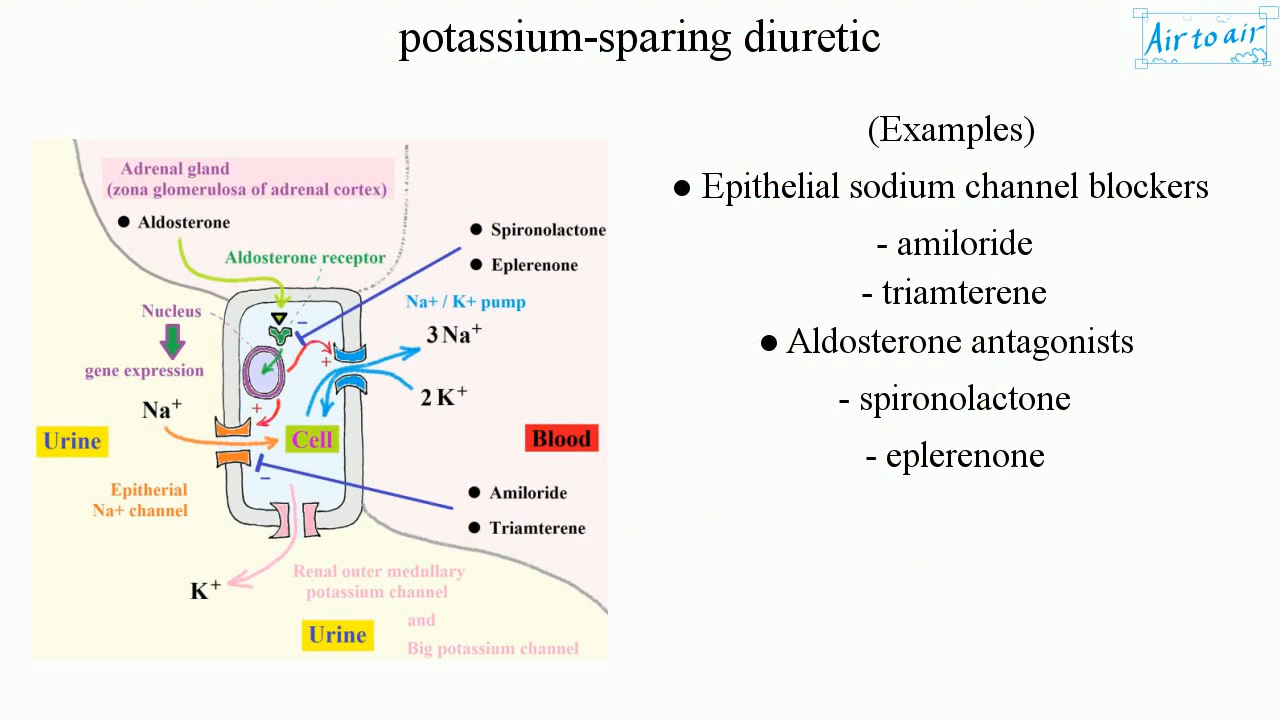 potassium-sparing diuretic
Air to air
Adrenal gland
(zona glomerulosa of adrenal cortex)
● Aldosterone
Aldosterone receptor
● Spironolactone
● Eplerenone
Nucleus
gene expression
Na+ / K+ pump
3 Na+
2 K+
Na+
−
+
+
Urine
Cell
Blood
−
Epitherial
Na+ channel
● Amiloride
● Triamterene
K+
Renal outer medullary
potassium channel
and
Big potassium channel
Urine
(Examples)
● Epithelial sodium channel blockers
- amiloride
- triamterene
● Aldosterone antagonists
- spironolactone
- eplerenone